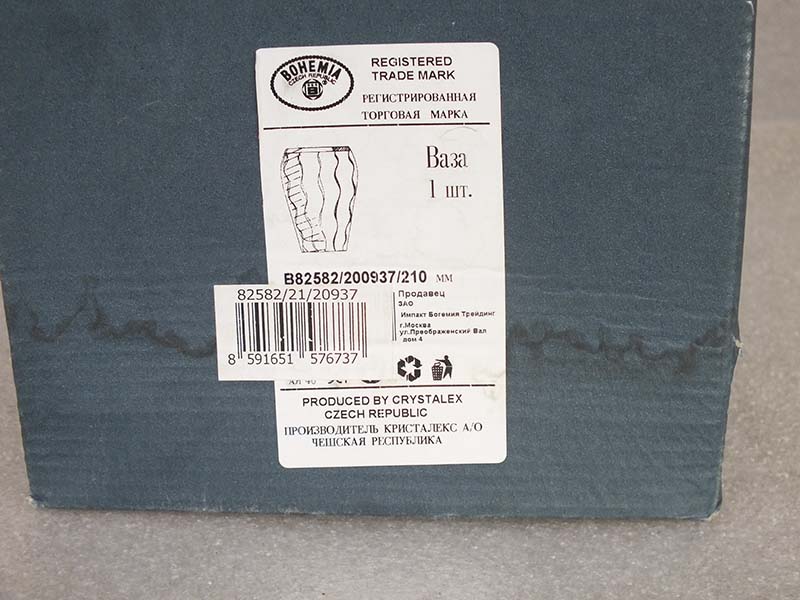 BOHEMIA
CZECH REPUBLIC
REGISTERED
TRADE MARK
РЕГИСТРИРОВАННАЯ
ТОРГОВАЯ МАРКА
Ваза
1 шт.
B82582/200937/210 мм
82582/21/20937
8 591651 576737
Продавец
ЗАО
Импакт Богемия Трейдинг
г.Москва
ул.Преображенский Вал
дом 4
PRODUCED BY CRYSTALEX
CZECH REPUBLIC
ПРОИЗВОДИТЕЛЬ КРИСТАЛЕКС А/О
ЧЕШСКАЯ РЕСПУБЛИКА